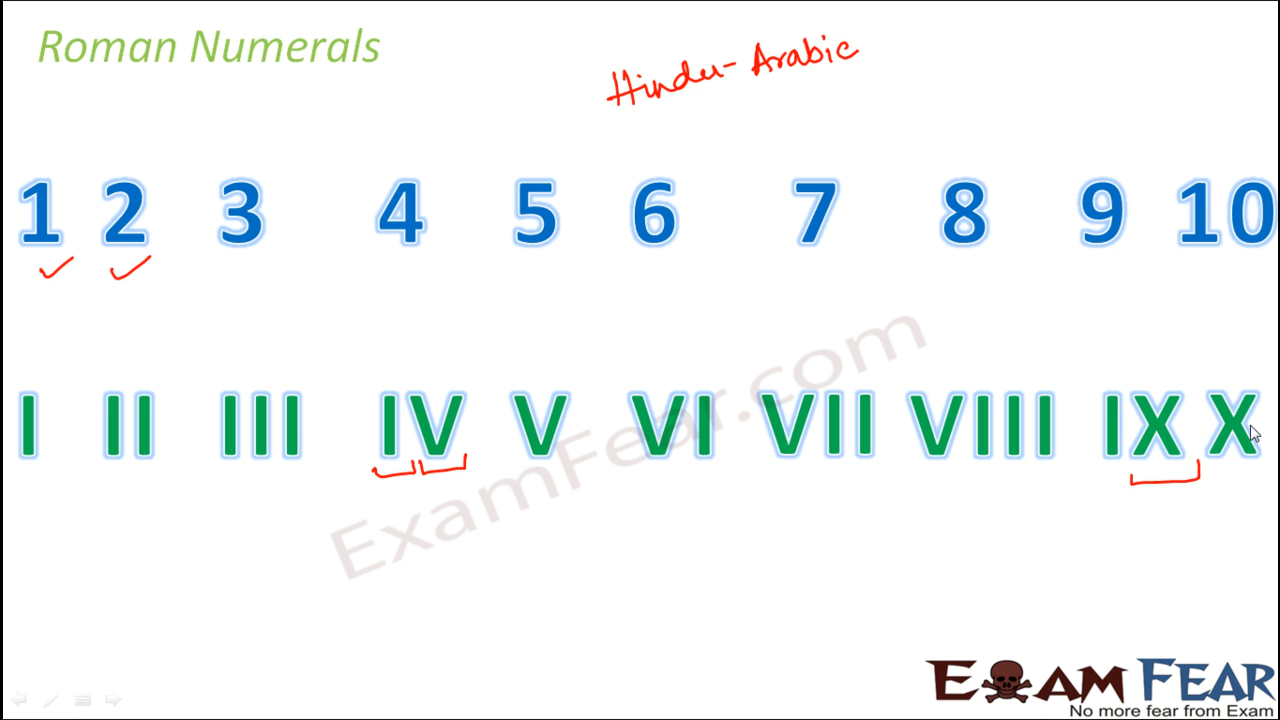 Roman Numerals
Hindu-Arabic
1 2 3 4 5 6 7 8 9 10
I II III IV V VI VII VIII IX X
ExamFear.com
EXAM FEAR
No more fear from Exam